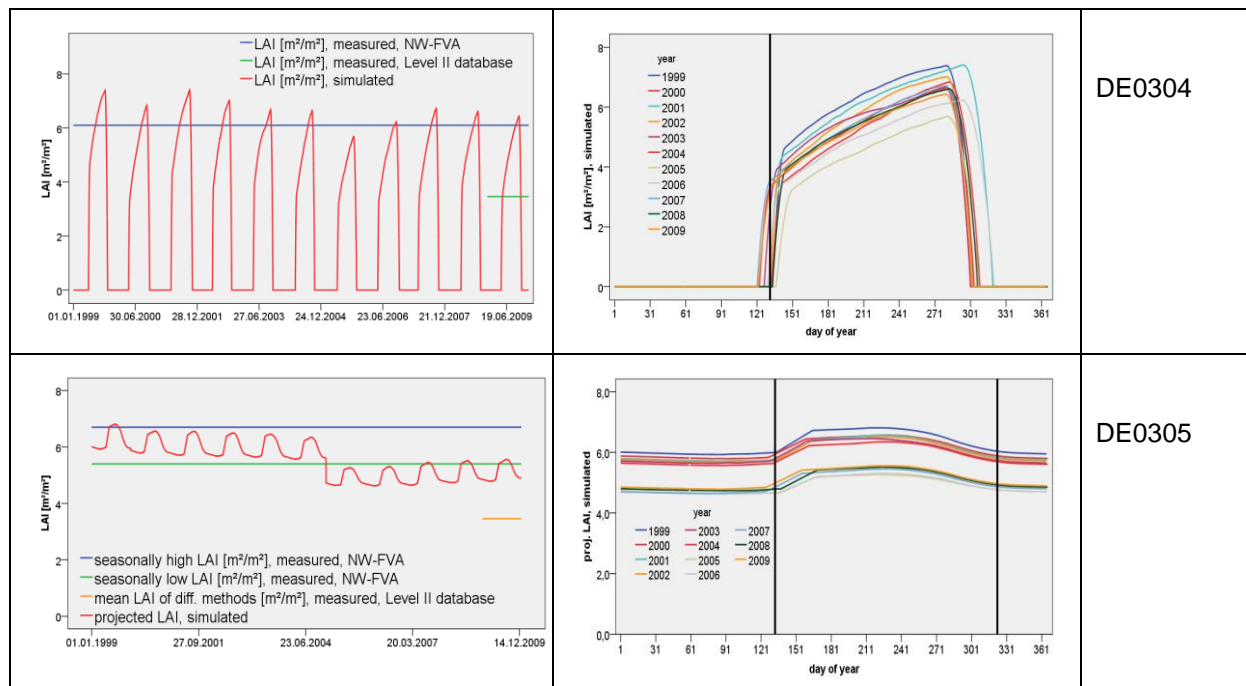 LAI [m²/m²], measured, NW-FVA
LAI [m²/m²], measured, Level II database
LAI [m²/m²], simulated
LAI [m²/m²]
8
6
4
2
0
01.01.1999 30.06.2000 28.12.2001 27.06.2003 24.12.2004 23.06.2006 21.12.2007 19.06.2009
LAI [m²/m²], simulated
8
6
4
2
0
year
1999
2000
2001
2002
2003
2004
2005
2006
2007
2008
2009
1 31 61 91 121 151 181 211 241 271 301 331 361
day of year
DE0304
LAI [m²/m²]
8
6
4
2
0
seasonally high LAI [m²/m²], measured, NW-FVA
seasonally low LAI [m²/m²], measured, NW-FVA
mean LAI of diff. methods [m²/m²], measured, Level II database
projected LAI, simulated
01.01.1999 27.09.2001 23.06.2004 20.03.2007 14.12.2009
proj. LAI, simulated
8,0
6,0
4,0
2,0
0,0
year
1999 2003 2007
2000 2004 2008
2001 2005 2009
2002 2006
1 31 61 91 121 151 181 211 241 271 301 331 361
day of year
DE0305